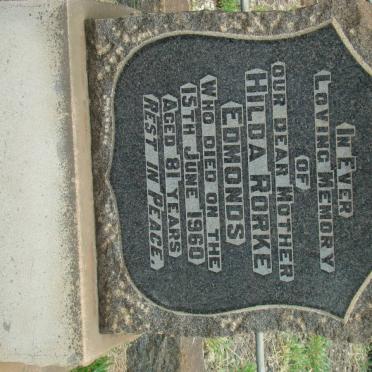 IN EVER
LOVING MEMORY
OF
OUR DEAR MOTHER
HILDA RORKE
EDMONDS
WHO DIED ON THE
15TH JUNE 1960
AGED 81 YEARS
REST IN PEACE.